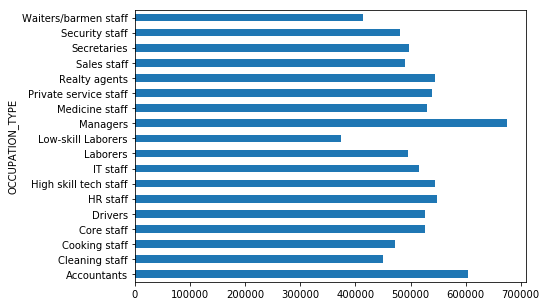 Waiters/barmen staff
Security staff
Secretaries
Sales staff
Realty agents
Private service staff
Medicine staff
Managers
Low-skill Laborers
Laborers
IT staff
High skill tech staff
HR staff
Drivers
Core staff
Cooking staff
Cleaning staff
Accountants
OCCUPATION_TYPE
0 100000 200000 300000 400000 500000 600000 700000